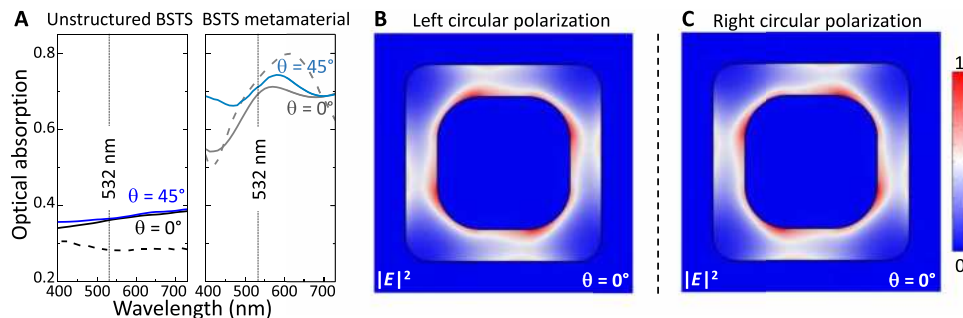 A Unstructured BSTS BSTS metamaterial
B Left circular polarization
C Right circular polarization
Optical absorption
0.8
0.6
0.4
0.2
532 nm
θ = 45°
θ = 0°
400 500 600 700
532 nm
θ = 45°
θ = 0°
400 500 600 700
Wavelength (nm)
|E|² θ = 0°
|E|² θ = 0°
1
0